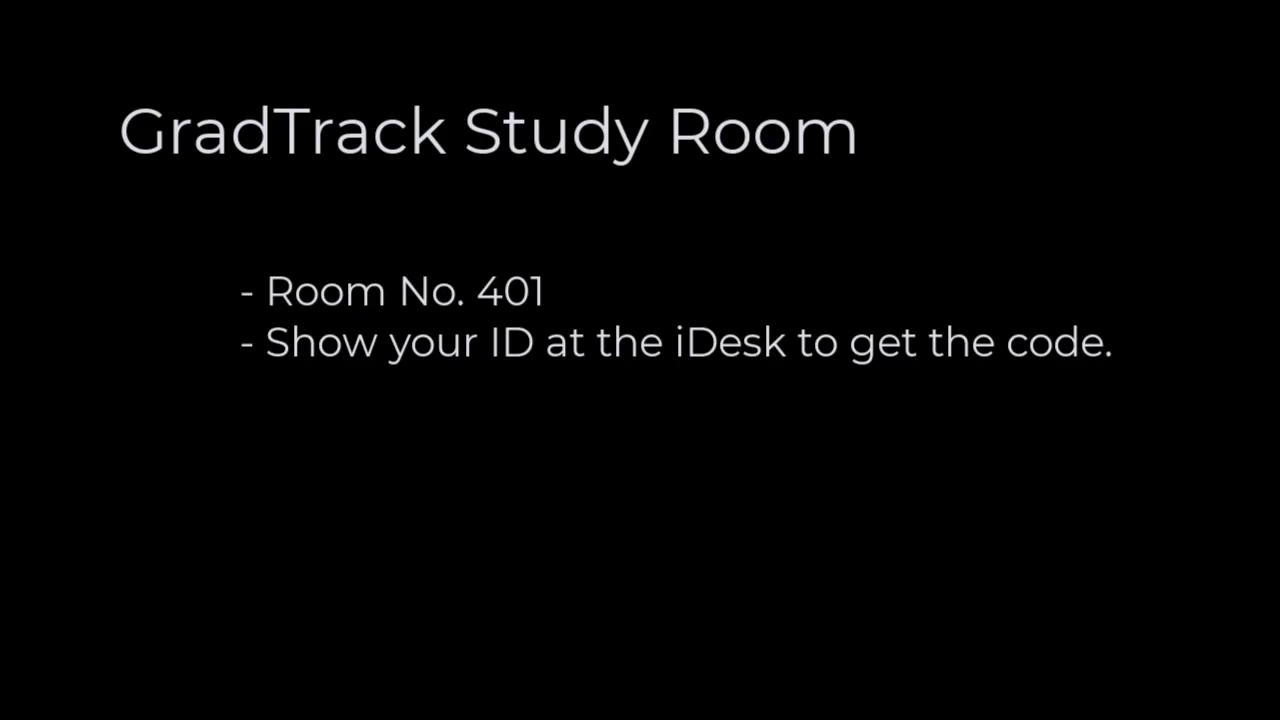 GradTrack Study Room
- Room No. 401
- Show your ID at the iDesk to get the code.